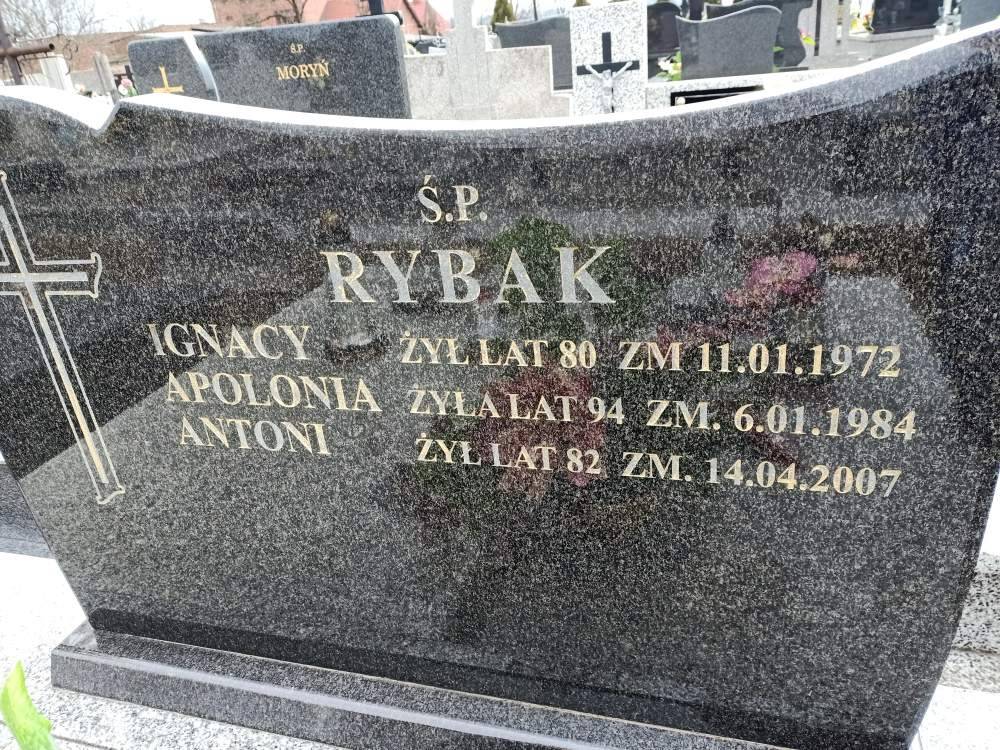 Ś.P.
MORYŃ
Ś.P.
RYBAK
IGNACY ŻYŁ LAT 80 ZM 11.01.1972
APOLONIA ŻYŁA LAT 94 ZM. 6.01.1984
ANTONI ŻYŁ LAT 82 ZM. 14.04.2007